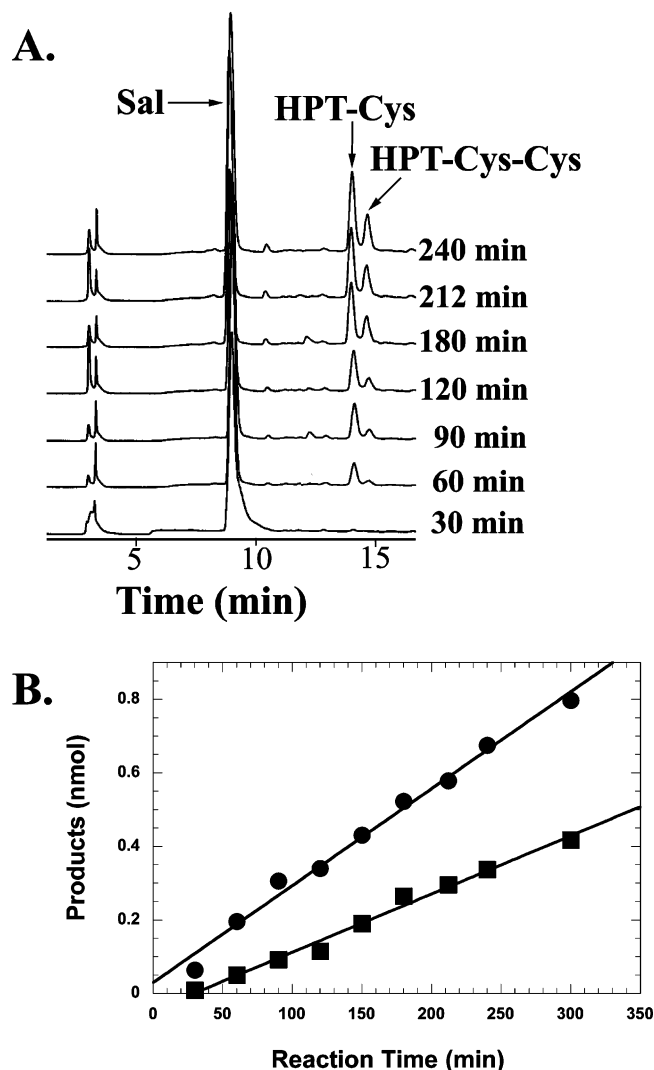 A.
Sal
HPT-Cys
HPT-Cys-Cys
240 min
212 min
180 min
120 min
90 min
60 min
30 min
5 10 15
Time (min)
B.
Products (nmol)
0.8
0.6
0.4
0.2
0
0 50 100 150 200 250 300 350
Reaction Time (min)